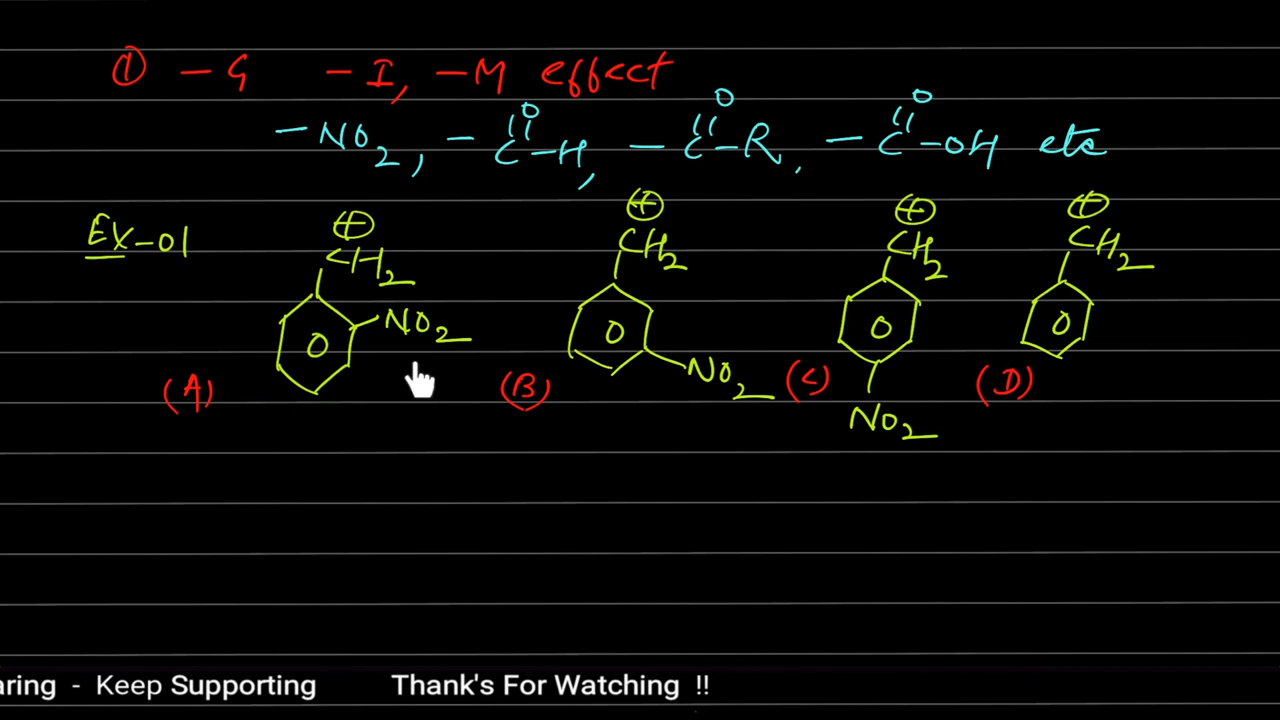 ① – G – I, – M effect
O O O
– NO2, – C – H, – C – R, – C – OH etc
Ex-01 ⊕ ⊕ ⊕ ⊕
CH2 CH2 CH2 CH2
NO2
(A) (B) NO2 (C) (D)
NO2
aring - Keep Supporting Thank's For Watching !!